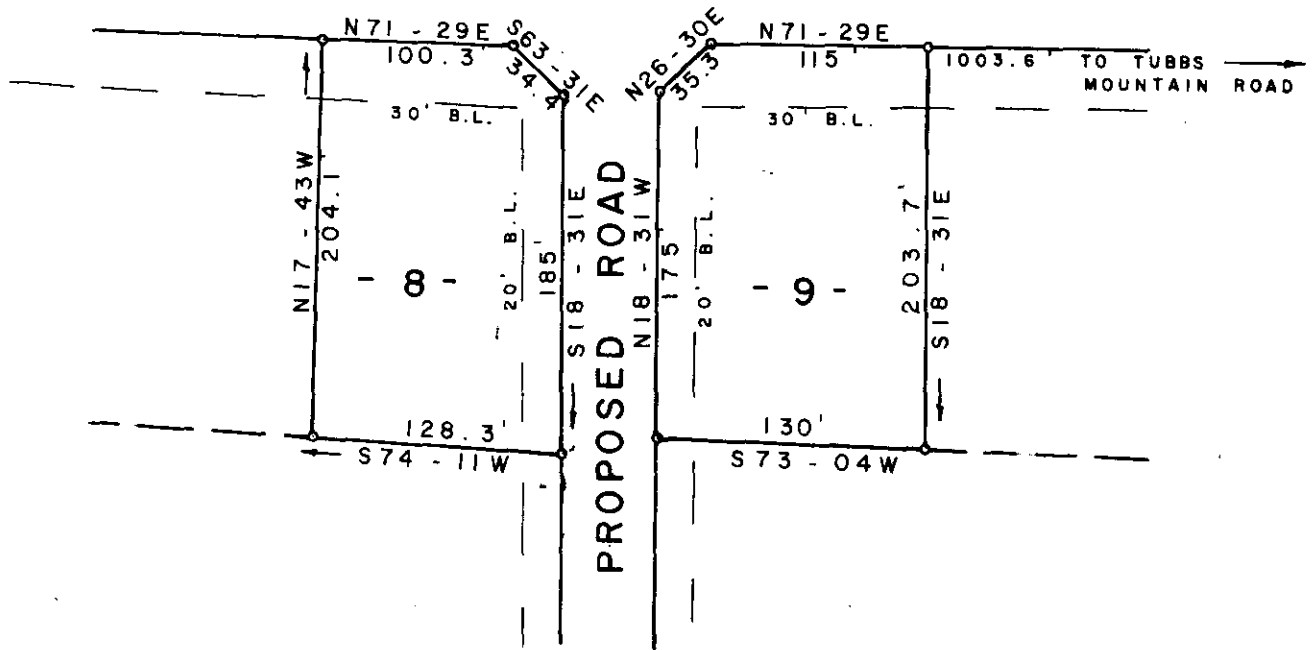 N71-29E
100.3'
S63-31E
34.4
N26-30E
35.3
N71-29E
115'
1003.6' TO TUBBS
MOUNTAIN ROAD
30' B.L.
30' B.L.
N17-43W
204.1'
- 8 -
20' B.L.
185'
S18-31E
PROPOSED ROAD
N18-31W
175'
20' B.L.
- 9 -
203.7'
S18-31E
128.3'
S74-11W
130'
S73-04W